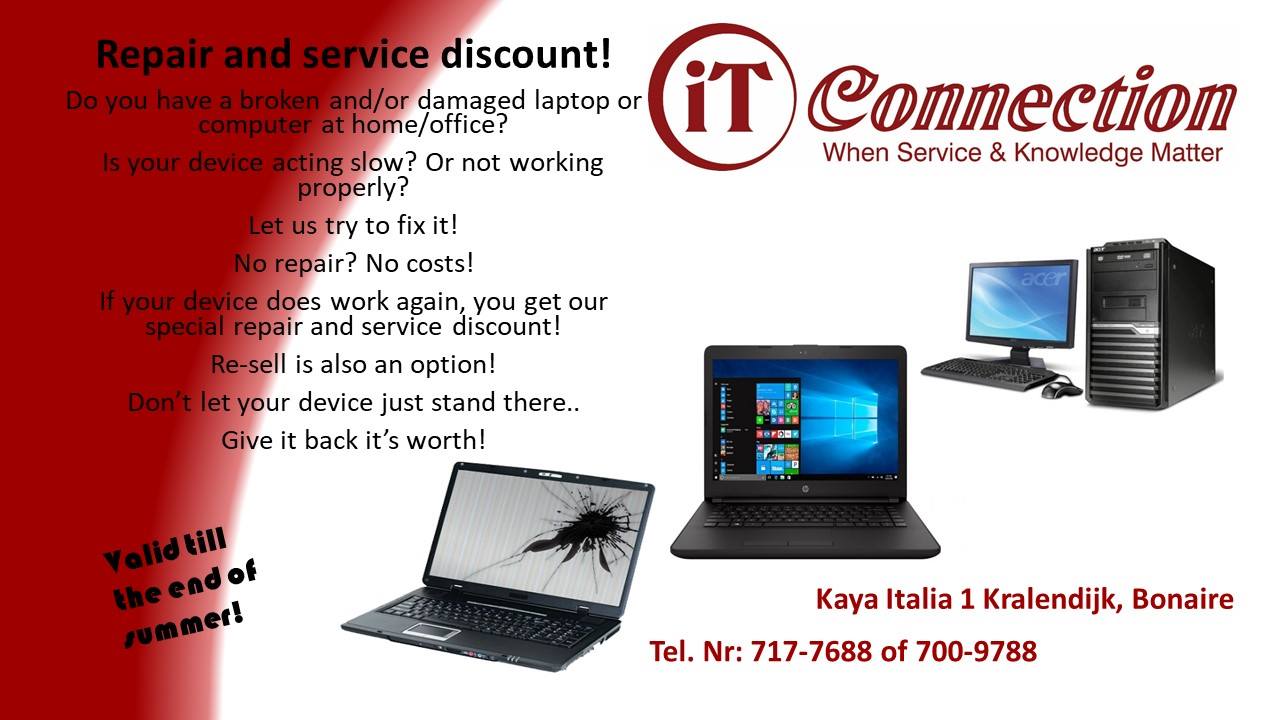 Repair and service discount!
Do you have a broken and/or damaged laptop or
computer at home/office?
Is your device acting slow? Or not working
properly?
Let us try to fix it!
No repair? No costs!
If your device does work again, you get our
special repair and service discount!
Re-sell is also an option!
Don’t let your device just stand there..
Give it back it’s worth!
Valid till
the end of
summer!
iT Connection
When Service & Knowledge Matter
acer
hp
Kaya Italia 1 Kralendijk, Bonaire
Tel. Nr: 717-7688 of 700-9788